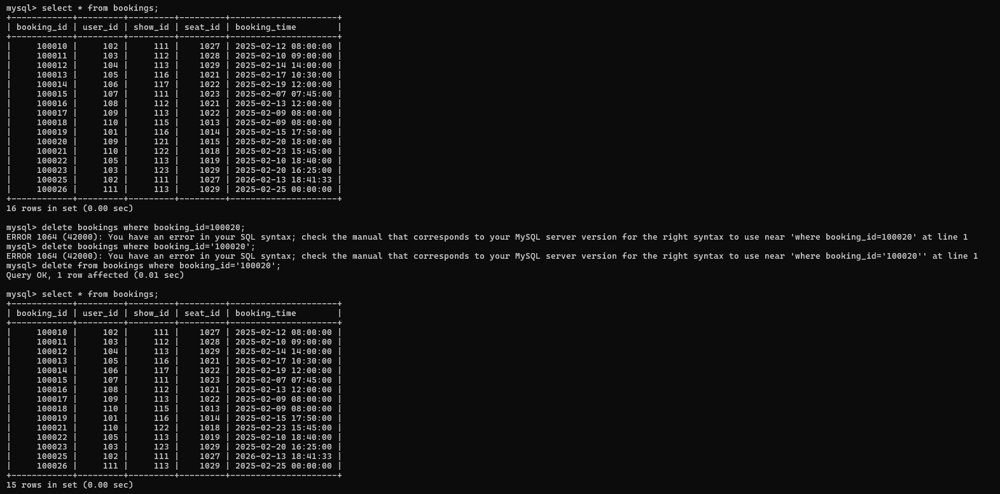 mysql> select * from bookings;
+------------+---------+---------+---------+---------------------+
| booking_id | user_id | show_id | seat_id | booking_time        |
+------------+---------+---------+---------+---------------------+
|     100010 |     102 |     111 |    1027 | 2025-02-12 08:00:00 |
|     100011 |     103 |     112 |    1028 | 2025-02-10 09:00:00 |
|     100012 |     104 |     113 |    1029 | 2025-02-14 14:00:00 |
|     100013 |     105 |     116 |    1021 | 2025-02-17 10:30:00 |
|     100014 |     106 |     117 |    1022 | 2025-02-19 12:00:00 |
|     100015 |     107 |     111 |    1023 | 2025-02-07 07:45:00 |
|     100016 |     108 |     112 |    1021 | 2025-02-13 12:00:00 |
|     100017 |     109 |     113 |    1022 | 2025-02-09 08:00:00 |
|     100018 |     110 |     115 |    1013 | 2025-02-09 08:00:00 |
|     100019 |     101 |     116 |    1014 | 2025-02-15 17:50:00 |
|     100020 |     109 |     121 |    1015 | 2025-02-20 18:00:00 |
|     100021 |     110 |     122 |    1018 | 2025-02-23 15:45:00 |
|     100022 |     105 |     113 |    1019 | 2025-02-10 18:40:00 |
|     100023 |     103 |     123 |    1029 | 2025-02-20 16:25:00 |
|     100025 |     102 |     111 |    1027 | 2026-02-13 18:41:33 |
|     100026 |     111 |     113 |    1029 | 2025-02-25 00:00:00 |
+------------+---------+---------+---------+---------------------+
16 rows in set (0.00 sec)

mysql> delete bookings where booking_id=100020;
ERROR 1064 (42000): You have an error in your SQL syntax; check the manual that corresponds to your MySQL server version for the right syntax to use near 'where booking_id=100020' at line 1
mysql> delete bookings where booking_id='100020';
ERROR 1064 (42000): You have an error in your SQL syntax; check the manual that corresponds to your MySQL server version for the right syntax to use near 'where booking_id='100020'' at line 1
mysql> delete from bookings where booking_id='100020';
Query OK, 1 row affected (0.01 sec)

mysql> select * from bookings;
+------------+---------+---------+---------+---------------------+
| booking_id | user_id | show_id | seat_id | booking_time        |
+------------+---------+---------+---------+---------------------+
|     100010 |     102 |     111 |    1027 | 2025-02-12 08:00:00 |
|     100011 |     103 |     112 |    1028 | 2025-02-10 09:00:00 |
|     100012 |     104 |     113 |    1029 | 2025-02-14 14:00:00 |
|     100013 |     105 |     116 |    1021 | 2025-02-17 10:30:00 |
|     100014 |     106 |     117 |    1022 | 2025-02-19 12:00:00 |
|     100015 |     107 |     111 |    1023 | 2025-02-07 07:45:00 |
|     100016 |     108 |     112 |    1021 | 2025-02-13 12:00:00 |
|     100017 |     109 |     113 |    1022 | 2025-02-09 08:00:00 |
|     100018 |     110 |     115 |    1013 | 2025-02-09 08:00:00 |
|     100019 |     101 |     116 |    1014 | 2025-02-15 17:50:00 |
|     100021 |     110 |     122 |    1018 | 2025-02-23 15:45:00 |
|     100022 |     105 |     113 |    1019 | 2025-02-10 18:40:00 |
|     100023 |     103 |     123 |    1029 | 2025-02-20 16:25:00 |
|     100025 |     102 |     111 |    1027 | 2026-02-13 18:41:33 |
|     100026 |     111 |     113 |    1029 | 2025-02-25 00:00:00 |
+------------+---------+---------+---------+---------------------+
15 rows in set (0.00 sec)